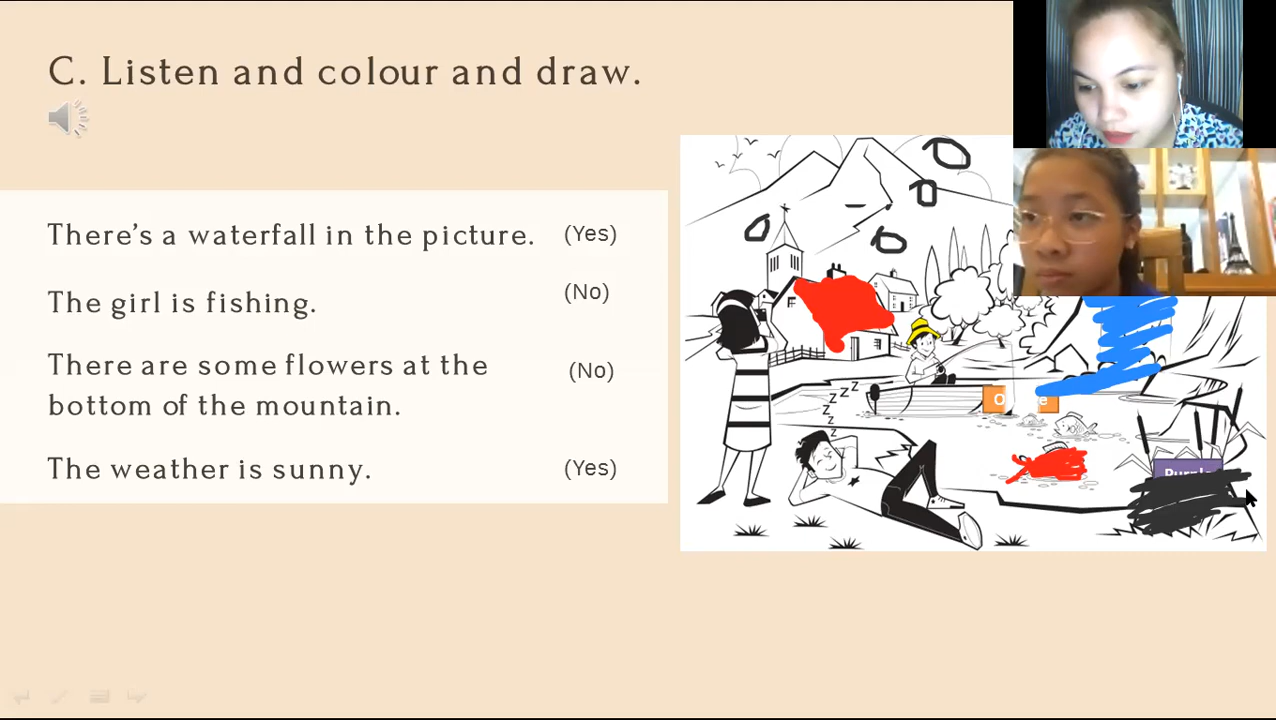 C. Listen and colour and draw.
There's a waterfall in the picture. (Yes)
The girl is fishing. (No)
There are some flowers at the (No)
bottom of the mountain.
The weather is sunny. (Yes)
z z z
z
z
z